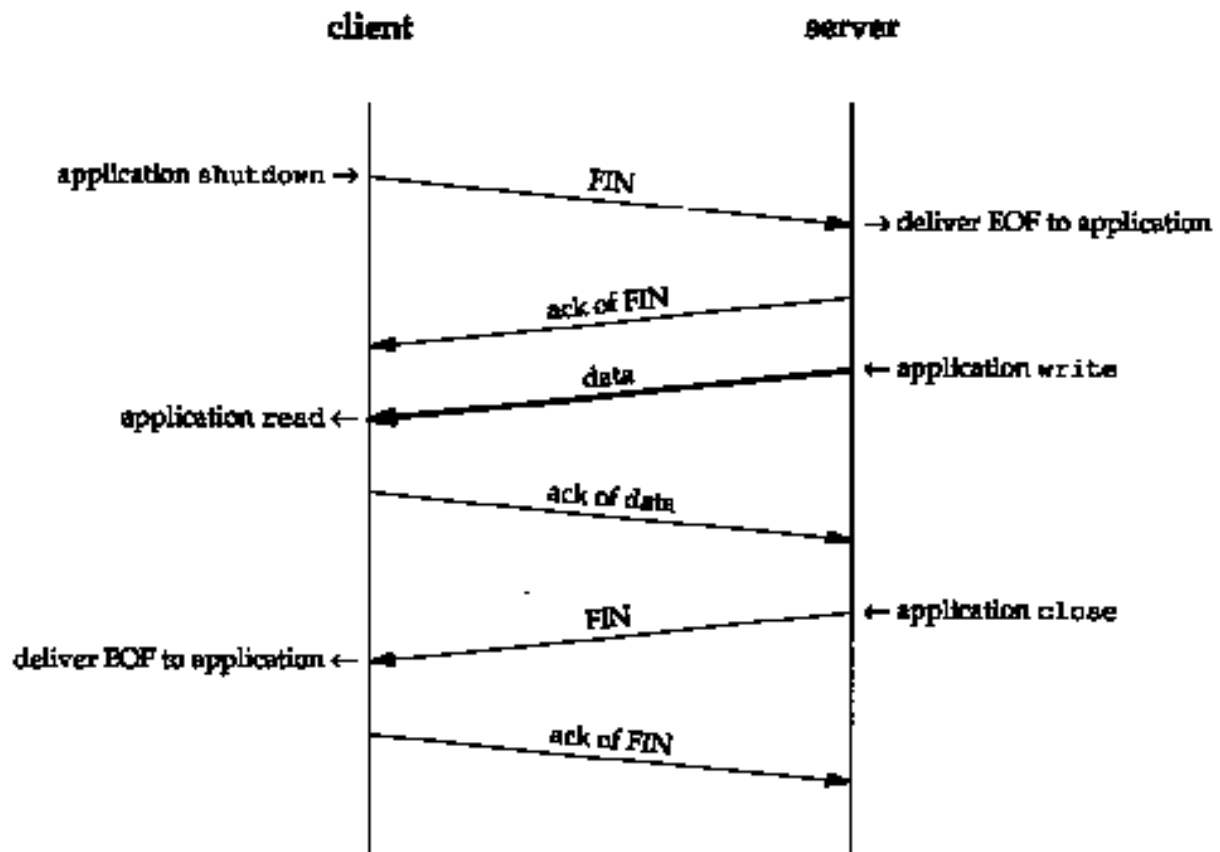 client
server
application shutdown →
FIN
→ deliver EOF to application
ack of FIN
data
← application write
application read ←
ack of data
FIN
← application close
deliver EOF to application ←
ack of FIN